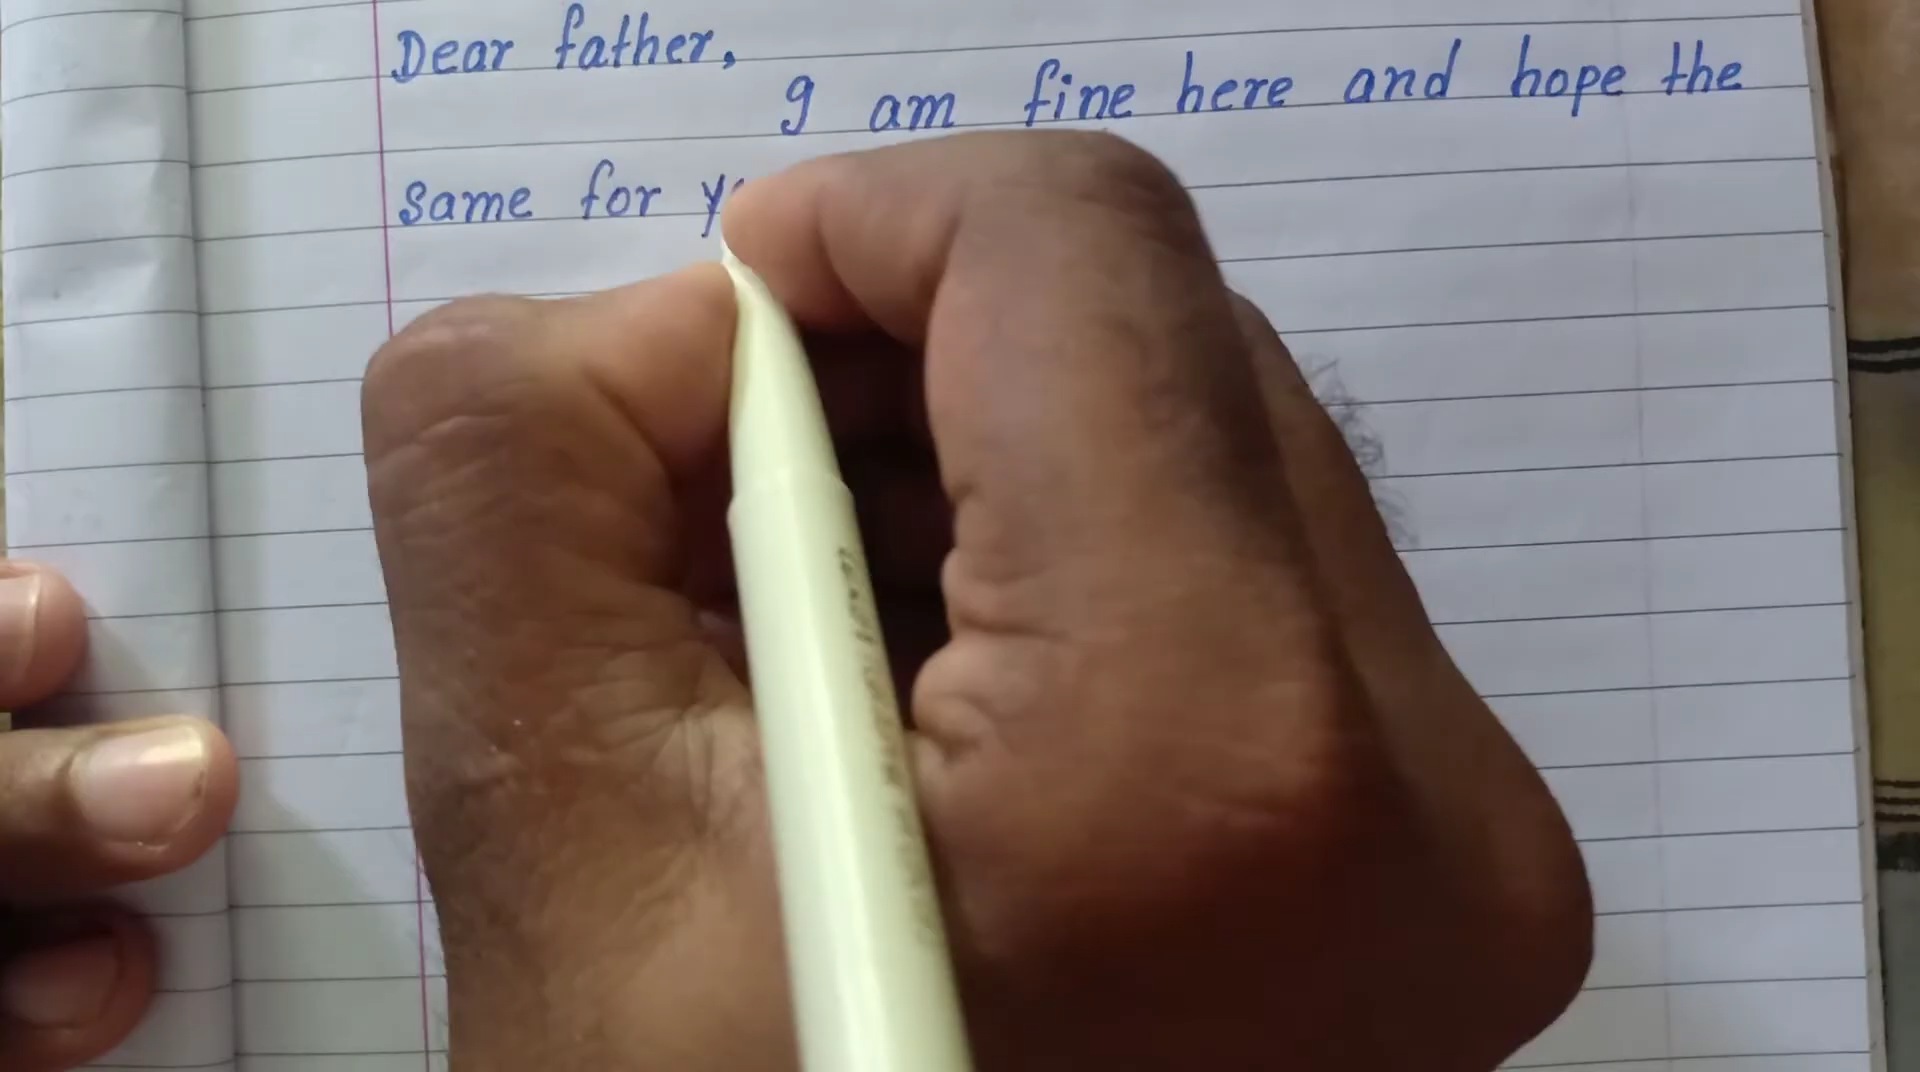 Dear father,
I am fine here and hope the
same for